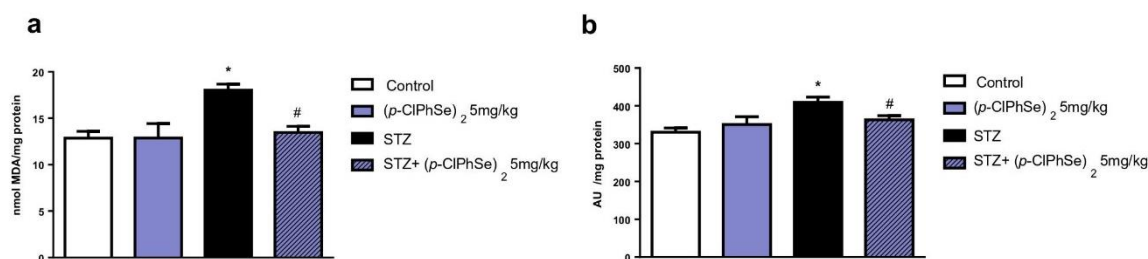 a
nmol MDA/mg protein
20
15
10
5
0
*
#
Control
(p-ClPhSe) 2 5mg/kg
STZ
STZ+ (p-ClPhSe) 2 5mg/kg
b
AU /mg protein
500
400
300
200
100
0
*
#
Control
(p-ClPhSe) 2 5mg/kg
STZ
STZ+ (p-ClPhSe) 2 5mg/kg